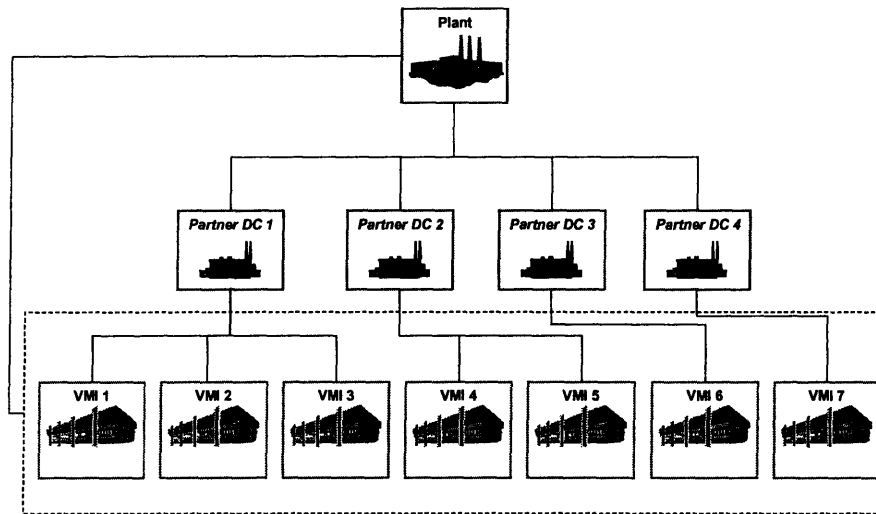 Plant
Partner DC 1
Partner DC 2
Partner DC 3
Partner DC 4
VMI 1
VMI 2
VMI 3
VMI 4
VMI 5
VMI 6
VMI 7